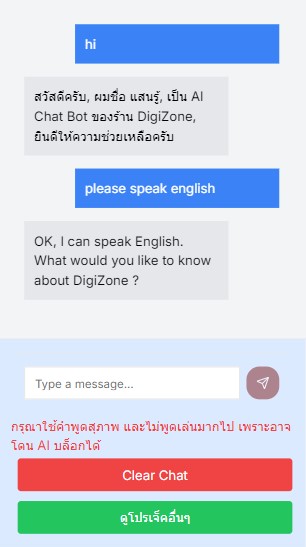 hi
สวัสดีครับ, ผมชื่อ แสนรู้, เป็น AI
Chat Bot ของร้าน DigiZone,
ยินดีให้ความช่วยเหลือครับ
please speak english
OK, I can speak English.
What would you like to know
about DigiZone ?
Type a message...
กรุณาใช้คำพูดสุภาพ และไม่พูดเล่นมากไป เพราะอาจ
โดน AI บล็อกได้
Clear Chat
ดูโปรเจ็คอื่นๆ